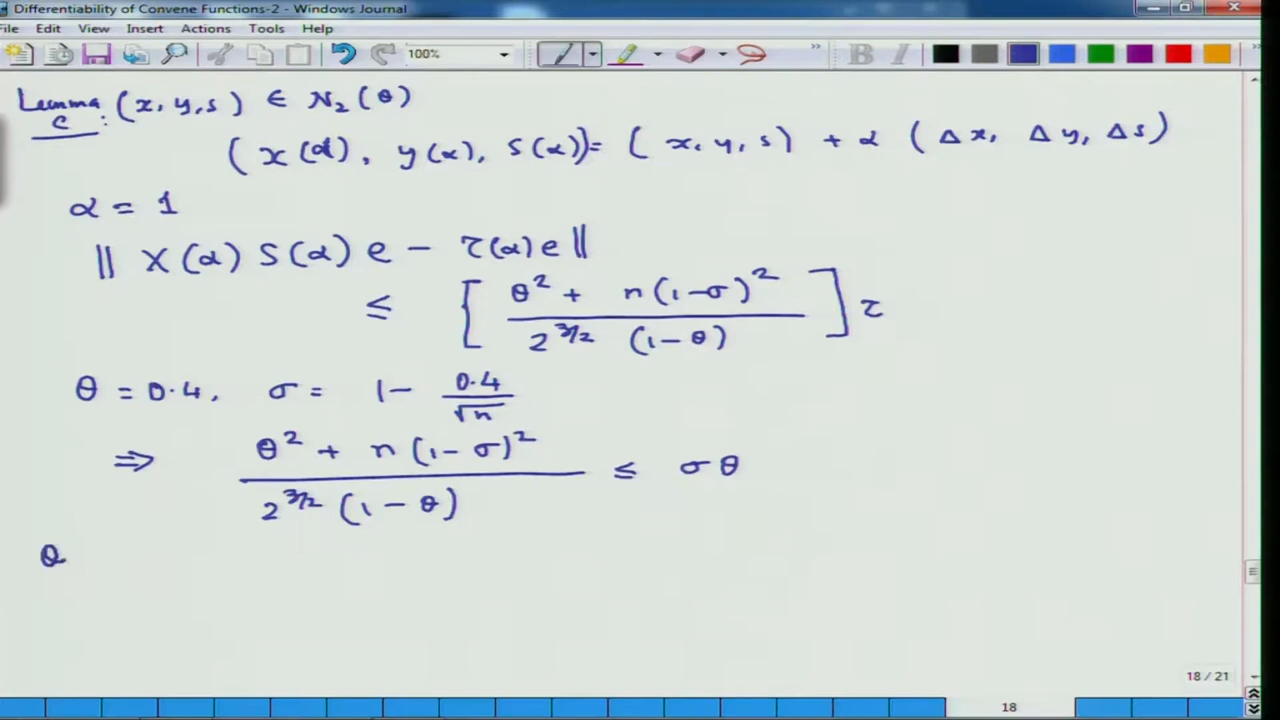 Differentiability of Convene Functions-2 - Windows Journal
File Edit View Insert Actions Tools Help
100%
Lemma c : (x, y, s) ∈ N₂(θ)
(x(α), y(α), s(α)) = (x, y, s) + α (Δx, Δy, Δs)
α = 1
|| X(α) S(α) e − τ(α) e ||
≤ [ θ² + n(1−σ)² / 2^{3/2} (1−θ) ] τ
θ = 0.4, σ = 1 − 0.4 / √n
⇒ θ² + n(1−σ)² / 2^{3/2} (1−θ) ≤ σθ
θ
18 / 21
18